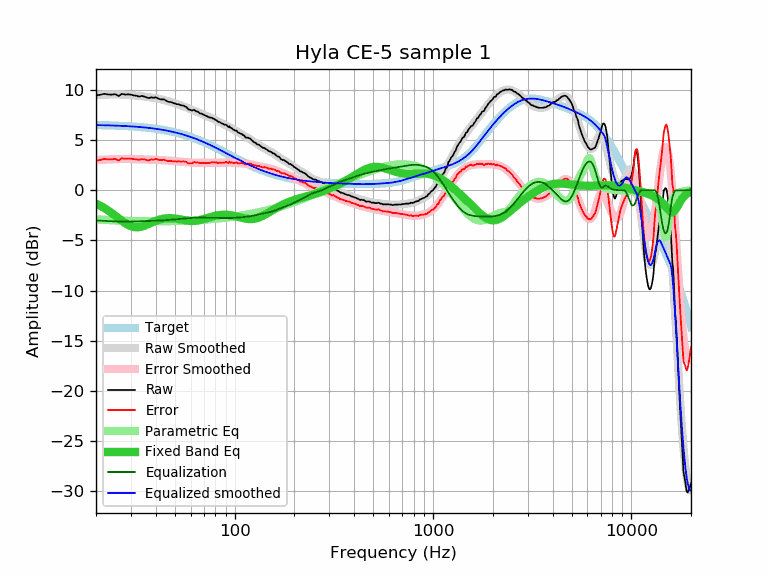 Hyla CE-5 sample 1
10
5
0
−5
−10
−15
−20
−25
−30
Amplitude (dBr)
Target
Raw Smoothed
Error Smoothed
Raw
Error
Parametric Eq
Fixed Band Eq
Equalization
Equalized smoothed
100
1000
10000
Frequency (Hz)